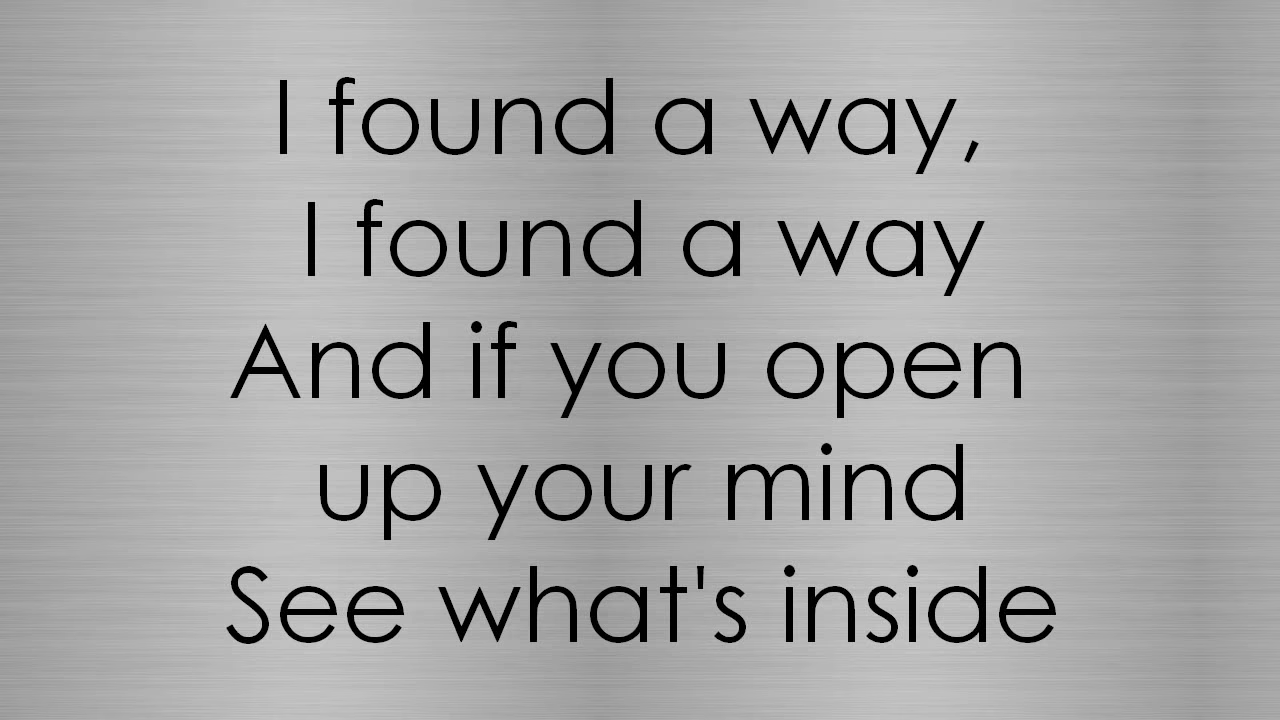 I found a way,
I found a way
And if you open
up your mind
See what's inside